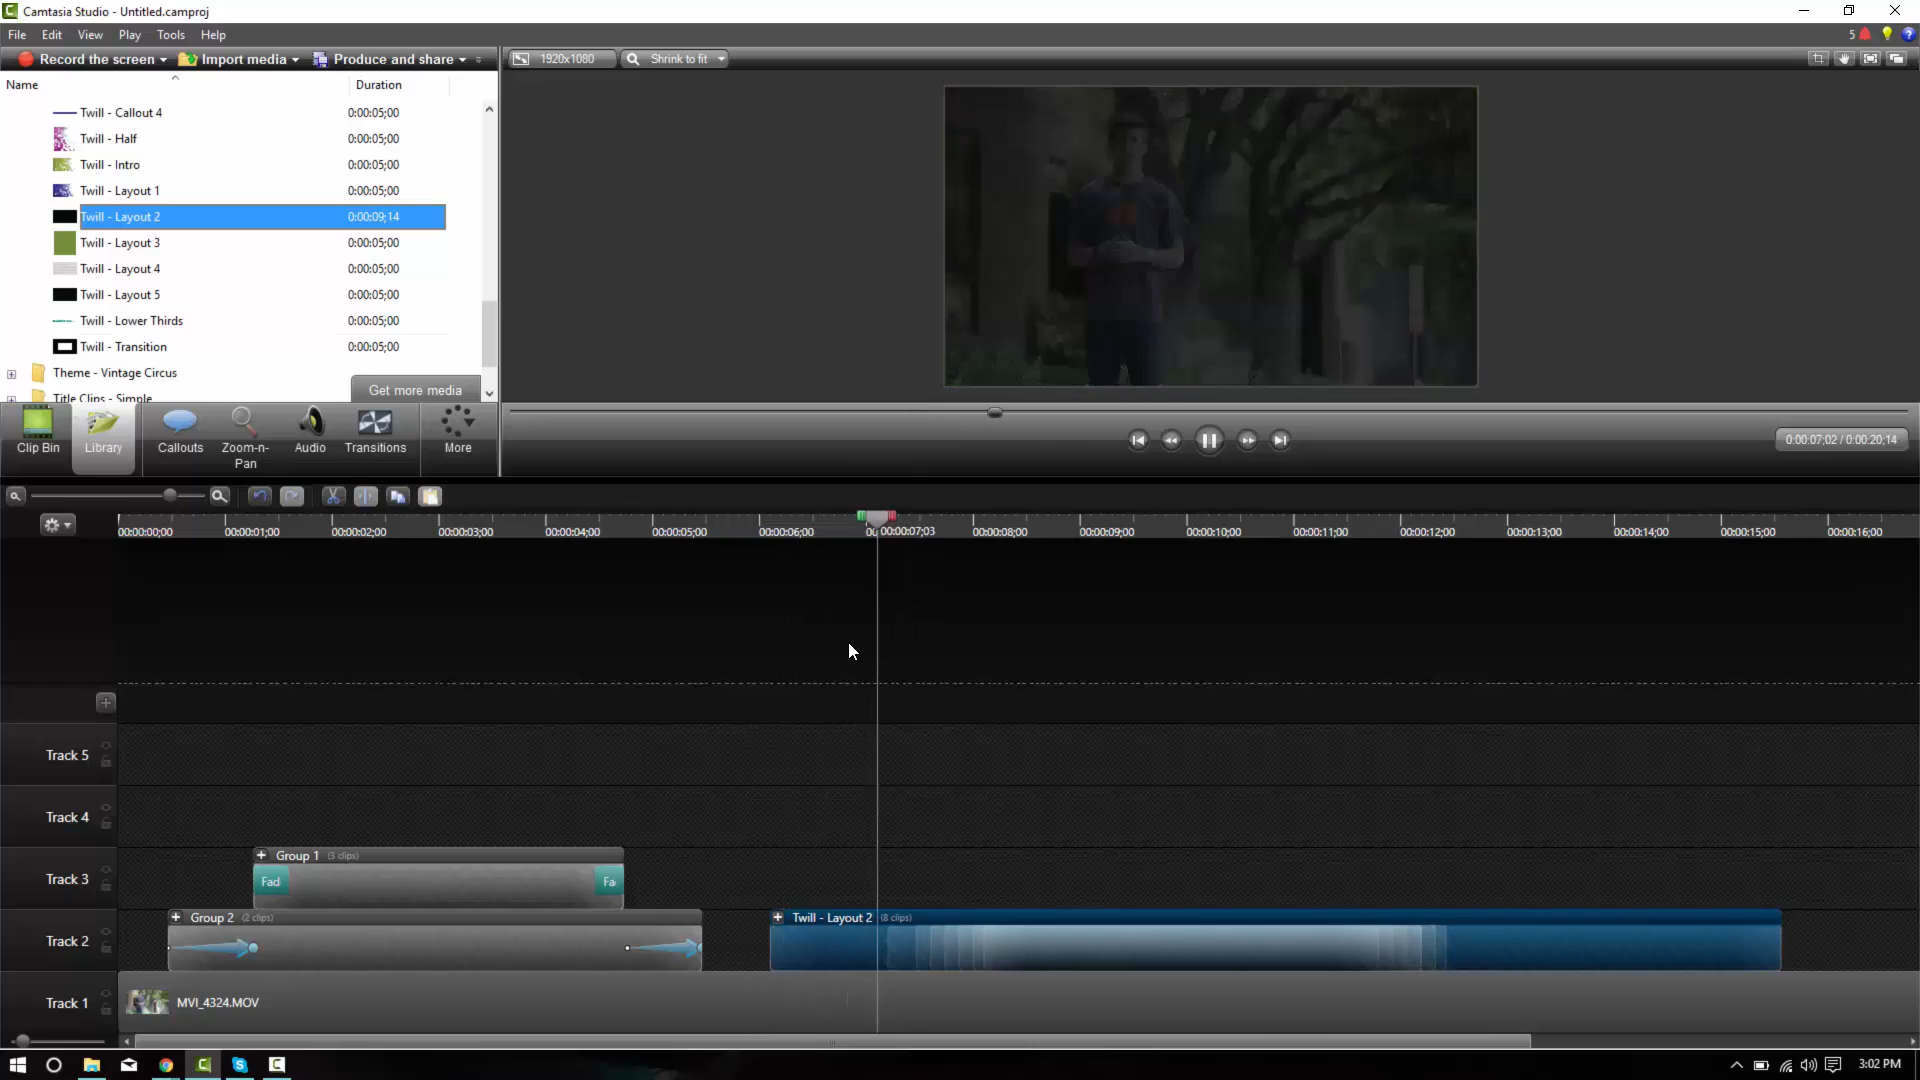 Camtasia Studio - Untitled.camproj
File Edit View Play Tools Help
5
Record the screen Import media Produce and share
1920x1080 Shrink to fit
Name Duration
Twill - Callout 4 0:00:05;00
Twill - Half 0:00:05;00
Twill - Intro 0:00:05;00
Twill - Layout 1 0:00:05;00
Twill - Layout 2 0:00:09;14
Twill - Layout 3 0:00:05;00
Twill - Layout 4 0:00:05;00
Twill - Layout 5 0:00:05;00
Twill - Lower Thirds 0:00:05;00
Twill - Transition 0:00:05;00
Theme - Vintage Circus
Title Clips - Simple
Get more media
Clip Bin Library Callouts Zoom-n-Pan Audio Transitions More
0:00:07;02 / 0:00:20;14
00:00:00;00 00:00:01;00 00:00:02;00 00:00:03;00 00:00:04;00 00:00:05;00 00:00:06;00 00:00:07;03 00:00:08;00 00:00:09;00 00:00:10;00 00:00:11;00 00:00:12;00 00:00:13;00 00:00:14;00 00:00:15;00 00:00:16;00
Track 5
Track 4
Group 1 (3 clips)
Track 3 Fad Fa
Group 2 (2 clips) Twill - Layout 2 (8 clips)
Track 2
Track 1 MVI_4324.MOV
3:02 PM